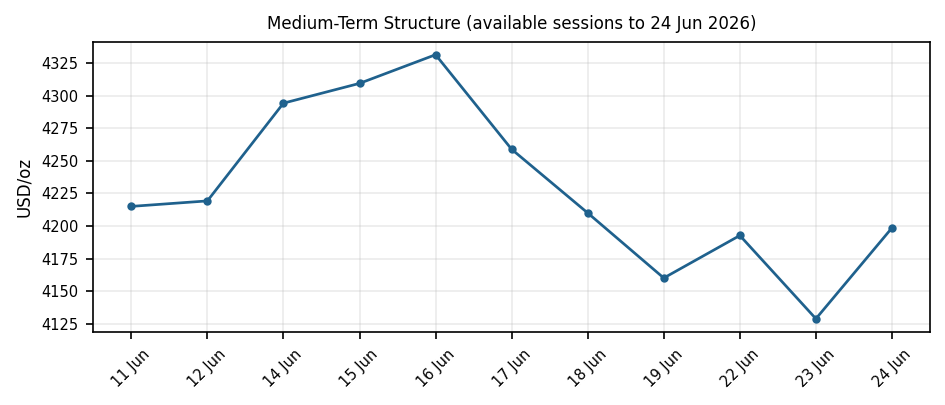 Medium-Term Structure (available sessions to 24 Jun 2026)
USD/oz
4325
4300
4275
4250
4225
4200
4175
4150
4125
11 Jun
12 Jun
14 Jun
15 Jun
16 Jun
17 Jun
18 Jun
19 Jun
22 Jun
23 Jun
24 Jun